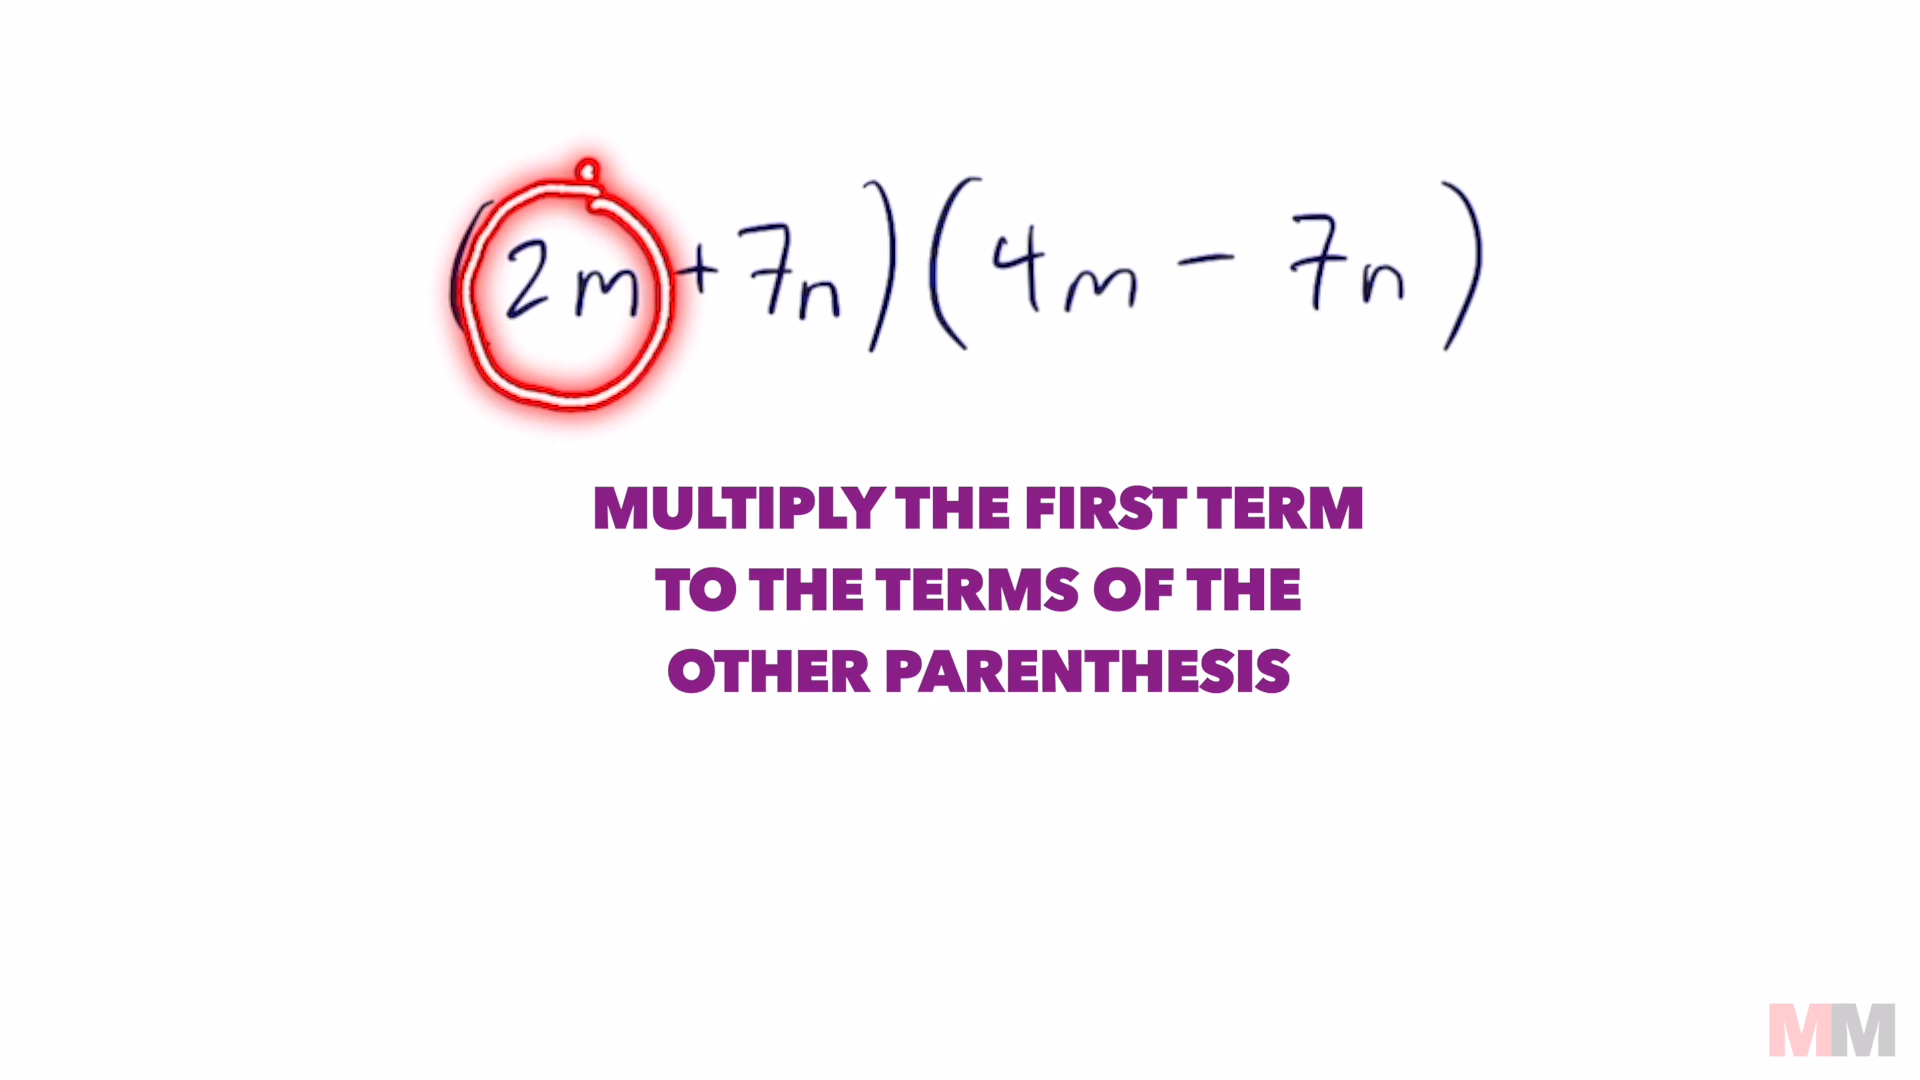 (2m+7n)(4m-7n)
MULTIPLY THE FIRST TERM
TO THE TERMS OF THE
OTHER PARENTHESIS
MM